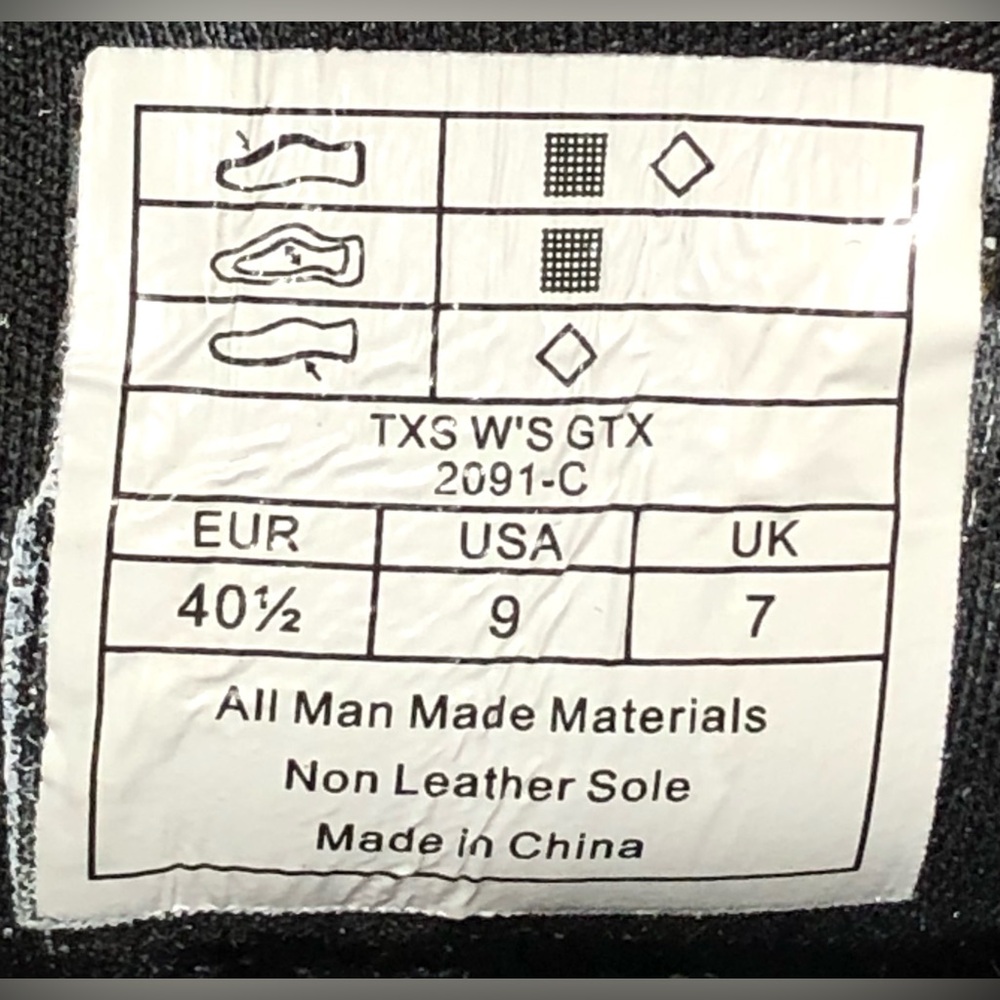 TXS W'S GTX
2091-C
EUR USA UK
40½ 9 7
All Man Made Materials
Non Leather Sole
Made in China